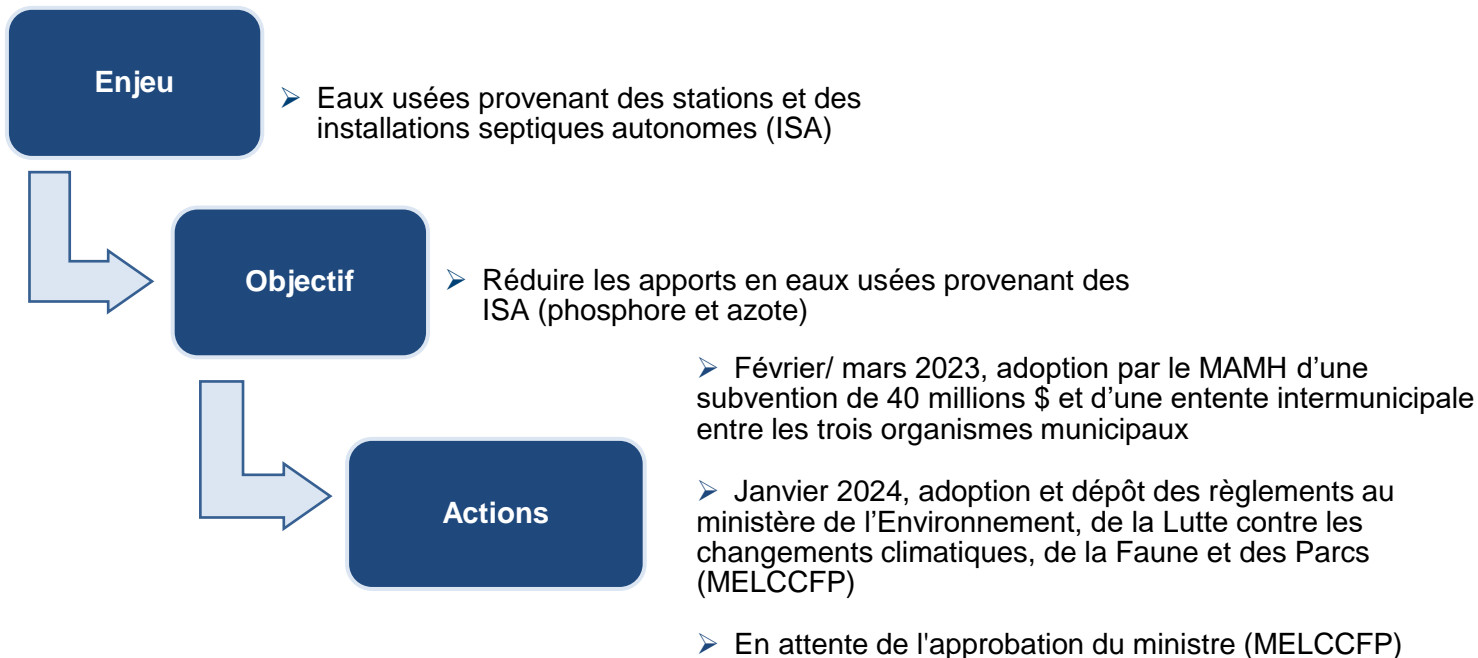 Enjeu
➢ Eaux usées provenant des stations et des
installations septiques autonomes (ISA)
Objectif
➢ Réduire les apports en eaux usées provenant des
ISA (phosphore et azote)
Actions
➢ Février/ mars 2023, adoption par le MAMH d’une
subvention de 40 millions $ et d’une entente intermunicipale
entre les trois organismes municipaux
➢ Janvier 2024, adoption et dépôt des règlements au
ministère de l’Environnement, de la Lutte contre les
changements climatiques, de la Faune et des Parcs
(MELCCFP)
➢ En attente de l'approbation du ministre (MELCCFP)